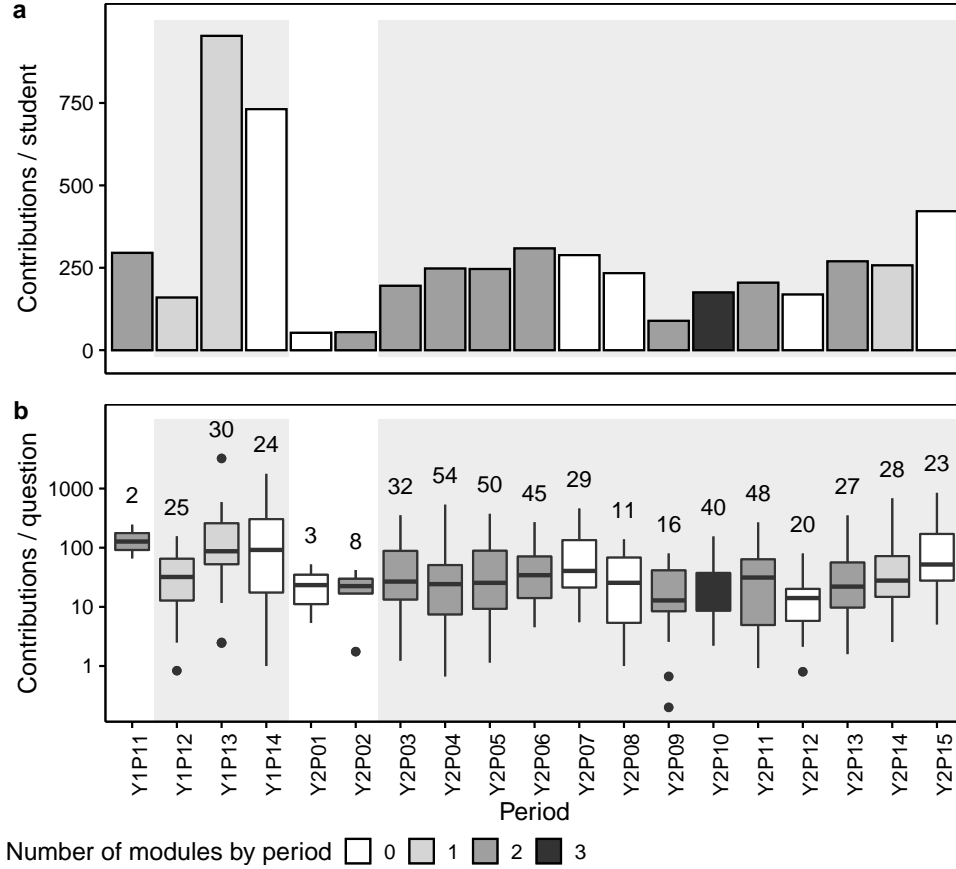 a
Contributions / student
750
500
250
0
b
Contributions / question
1000
100
10
1
2
25
30
24
3
8
32
54
50
45
29
11
16
40
48
20
27
28
23
Y1P11
Y1P12
Y1P13
Y1P14
Y2P01
Y2P02
Y2P03
Y2P04
Y2P05
Y2P06
Y2P07
Y2P08
Y2P09
Y2P10
Y2P11
Y2P12
Y2P13
Y2P14
Y2P15
Period
Number of modules by period 0 1 2 3